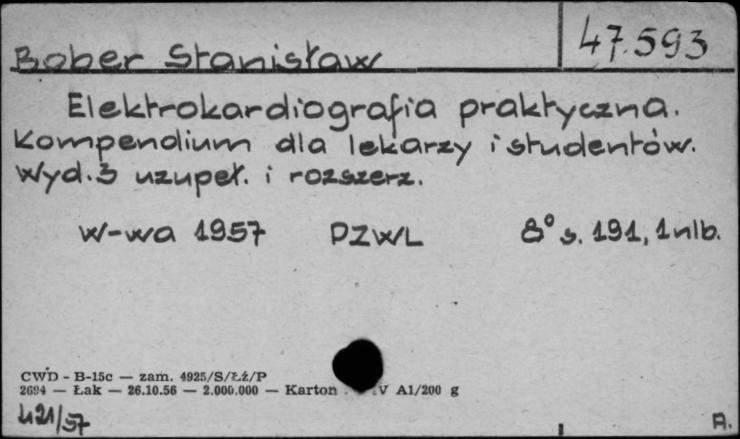 47.593
Bober Stanisław
Elektrokardiografia praktyczna.
Kompendium dla lekarzy i studentów.
Wyd. 3 uzupeł. i rozszerz.
W-wa 1957 PZWL 8° s. 191, 1 nlb.
CWD - B-15c — zam. 4925/S/Łź/P
2694 — Łak — 26.10.56 — 2.000.000 — Karton V A1/200 g
421/57
A.